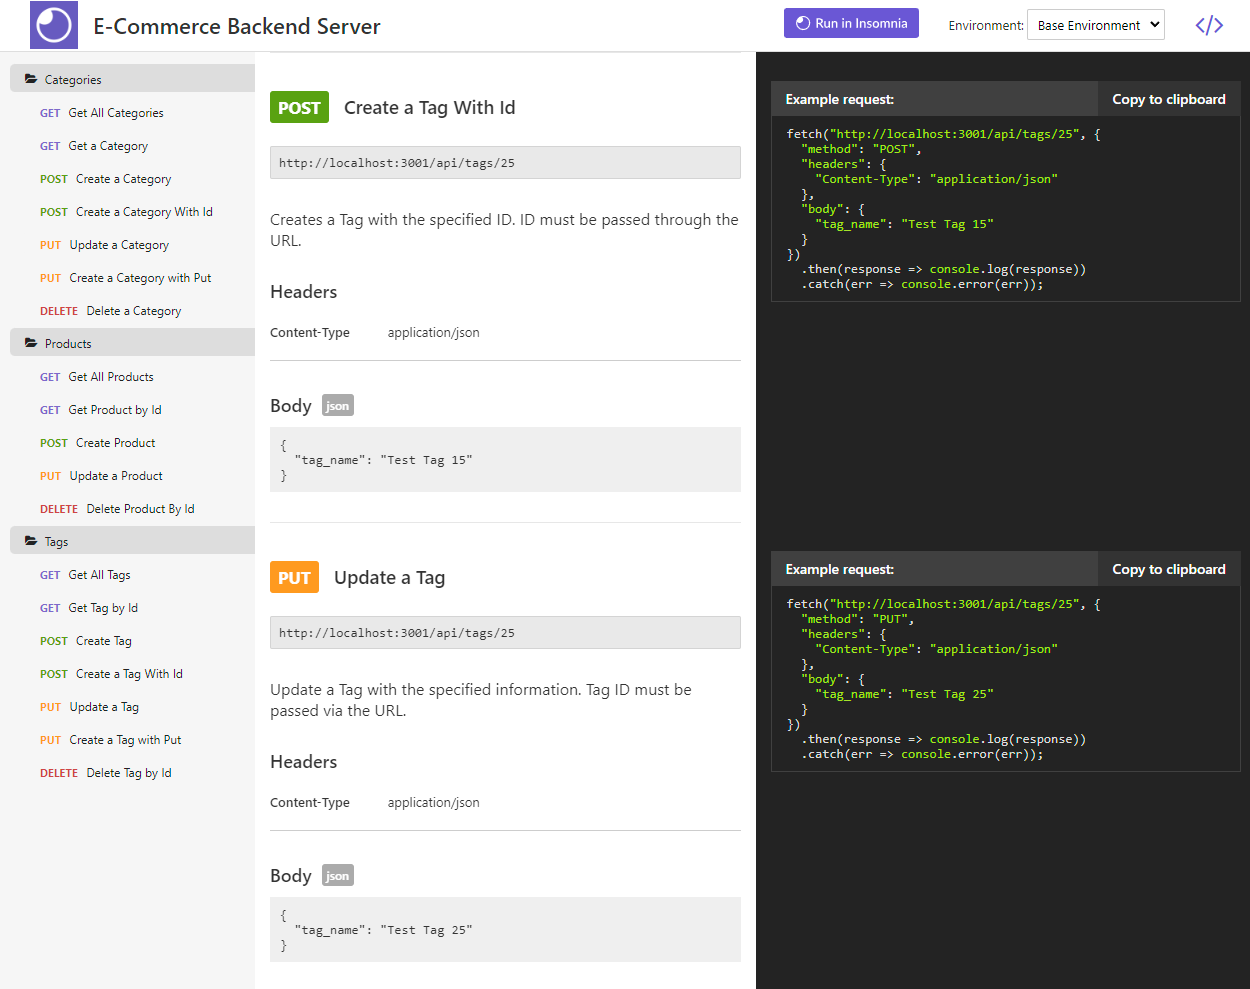 E-Commerce Backend Server
Run in Insomnia
Environment: Base Environment
</>
Categories
GET Get All Categories
GET Get a Category
POST Create a Category
POST Create a Category With Id
PUT Update a Category
PUT Create a Category with Put
DELETE Delete a Category
Products
GET Get All Products
GET Get Product by Id
POST Create Product
PUT Update a Product
DELETE Delete Product By Id
Tags
GET Get All Tags
GET Get Tag by Id
POST Create Tag
POST Create a Tag With Id
PUT Update a Tag
PUT Create a Tag with Put
DELETE Delete Tag by Id
POST Create a Tag With Id
http://localhost:3001/api/tags/25
Creates a Tag with the specified ID. ID must be passed through the
URL.
Headers
Content-Type application/json
Body json
{
  "tag_name": "Test Tag 15"
}
PUT Update a Tag
http://localhost:3001/api/tags/25
Update a Tag with the specified information. Tag ID must be
passed via the URL.
Headers
Content-Type application/json
Body json
{
  "tag_name": "Test Tag 25"
}
Example request: Copy to clipboard
fetch("http://localhost:3001/api/tags/25", {
  "method": "POST",
  "headers": {
    "Content-Type": "application/json"
  },
  "body": {
    "tag_name": "Test Tag 15"
  }
})
  .then(response => console.log(response))
  .catch(err => console.error(err));
Example request: Copy to clipboard
fetch("http://localhost:3001/api/tags/25", {
  "method": "PUT",
  "headers": {
    "Content-Type": "application/json"
  },
  "body": {
    "tag_name": "Test Tag 25"
  }
})
  .then(response => console.log(response))
  .catch(err => console.error(err));